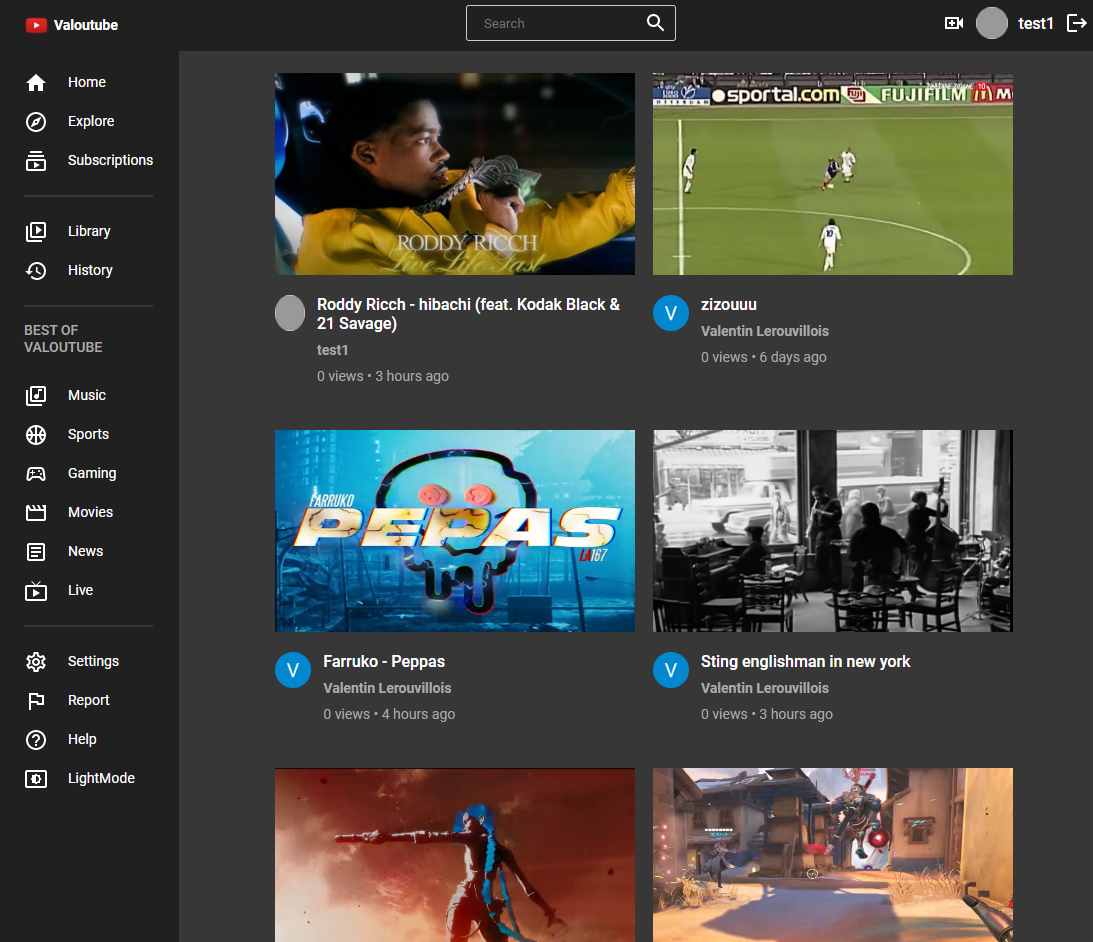 Valoutube
Search
test1
Home
Explore
Subscriptions
Library
History
BEST OF
VALOUTUBE
Music
Sports
Gaming
Movies
News
Live
Settings
Report
Help
LightMode
RODDY RICCH
Live Life Fast
Roddy Ricch - hibachi (feat. Kodak Black &
21 Savage)
test1
0 views • 3 hours ago
sportal.com FUJIFILM
10
zizouuu
Valentin Lerouvillois
0 views • 6 days ago
V
FARRUKO
PEPAS
LA167
V
Farruko - Peppas
Valentin Lerouvillois
0 views • 4 hours ago
V
Sting englishman in new york
Valentin Lerouvillois
0 views • 3 hours ago